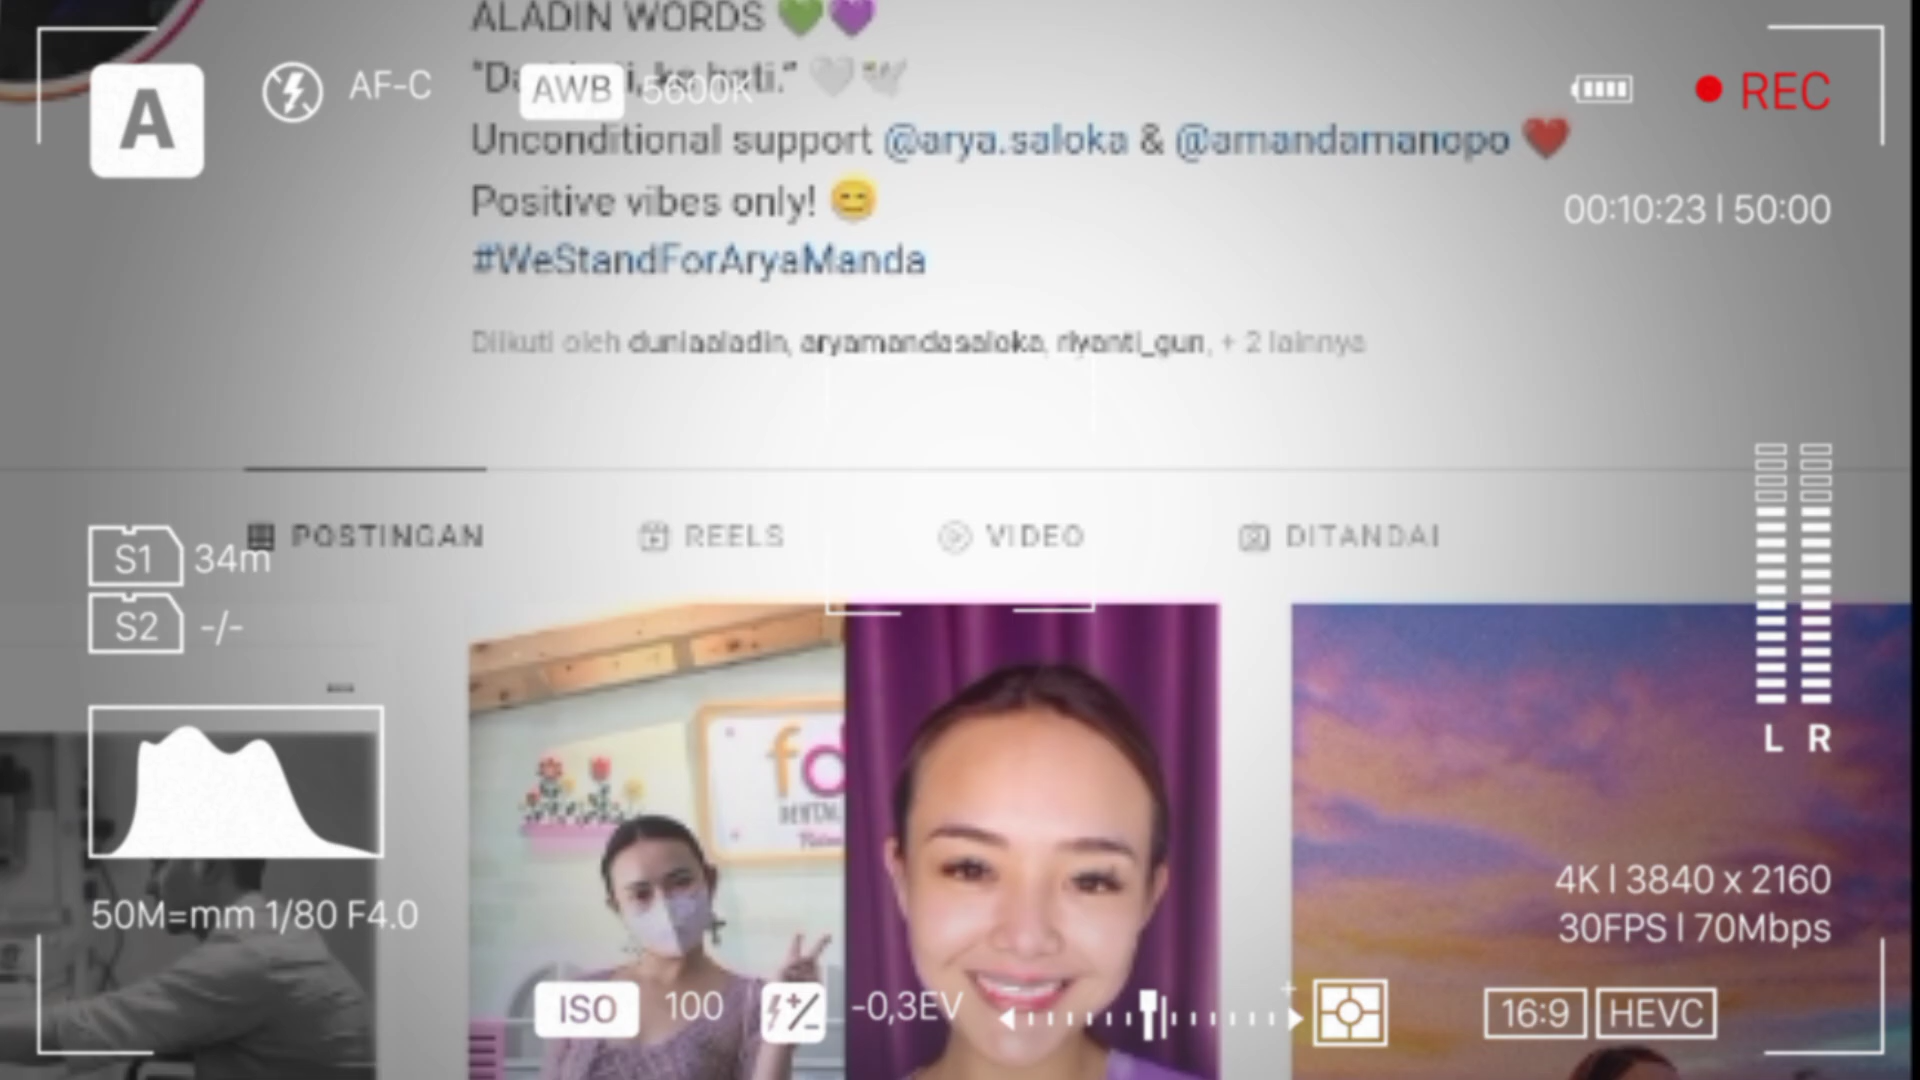 ALADIN WORDS 💚💜
A
AF-C
AWB
5600K
REC
Unconditional support @arya.saloka & @amandamanopo ❤️
Positive vibes only! 😊
00:10:23 | 50:00
#WeStandForAryaManda
Diikuti oleh duniaaladin, aryamandasaloka, riyanti_gun, + 2 lainnya
POSTINGAN
REELS
VIDEO
DITANDAI
S1 34m
S2 -/-
L R
fd
50M=mm 1/80 F4.0
4K | 3840 x 2160
30FPS | 70Mbps
ISO 100
-0,3EV
16:9
HEVC